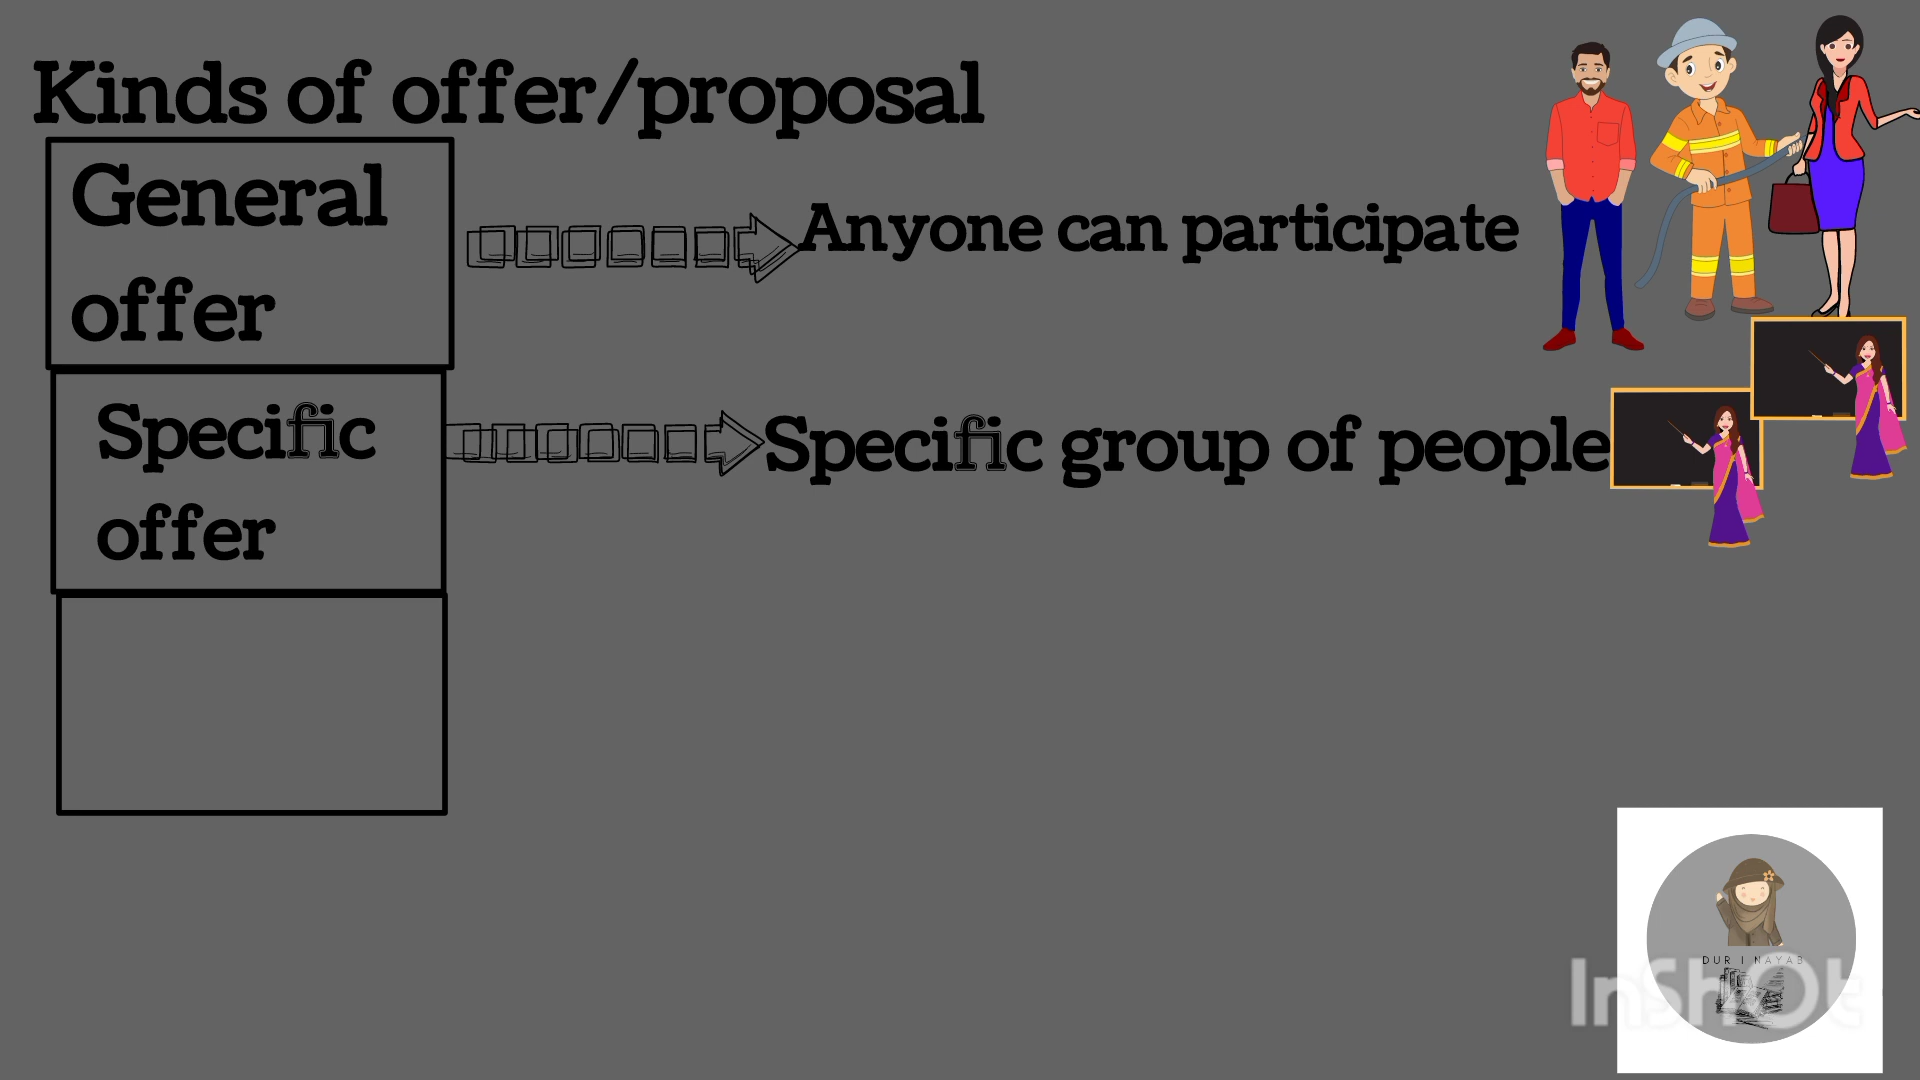 Kinds of offer/proposal
General
offer
Anyone can participate
Specific
offer
Specific group of people
DUR I NAYAB
InShOt